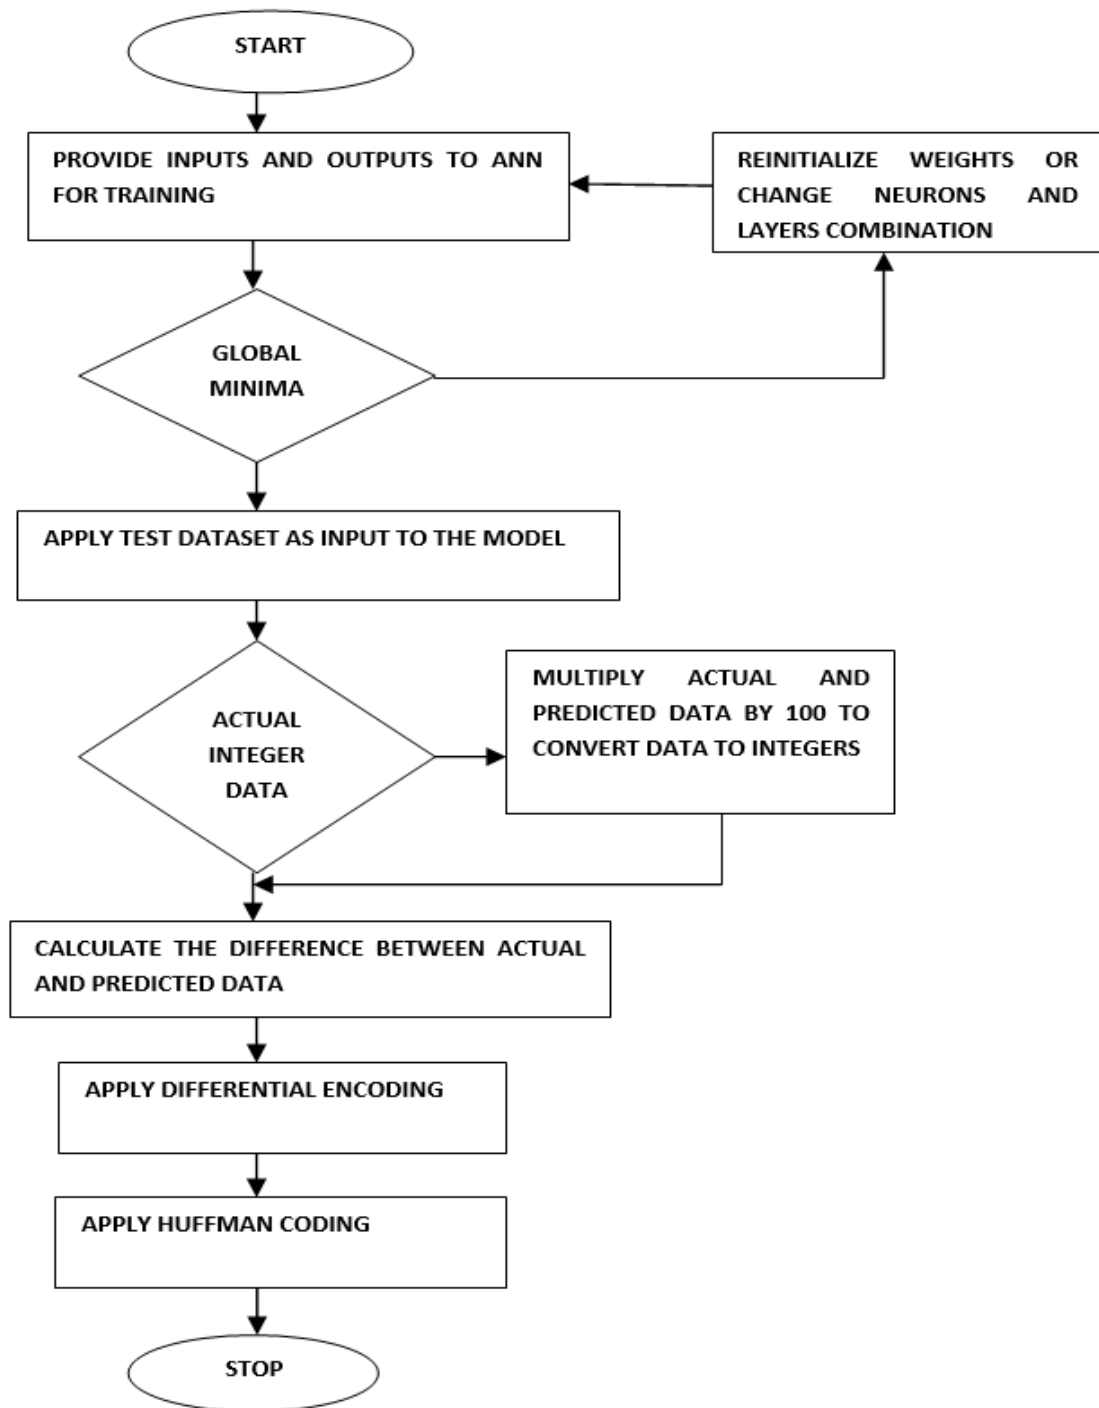 START
PROVIDE INPUTS AND OUTPUTS TO ANN
FOR TRAINING
REINITIALIZE WEIGHTS OR
CHANGE NEURONS AND
LAYERS COMBINATION
GLOBAL
MINIMA
APPLY TEST DATASET AS INPUT TO THE MODEL
ACTUAL
INTEGER
DATA
MULTIPLY ACTUAL AND
PREDICTED DATA BY 100 TO
CONVERT DATA TO INTEGERS
CALCULATE THE DIFFERENCE BETWEEN ACTUAL
AND PREDICTED DATA
APPLY DIFFERENTIAL ENCODING
APPLY HUFFMAN CODING
STOP